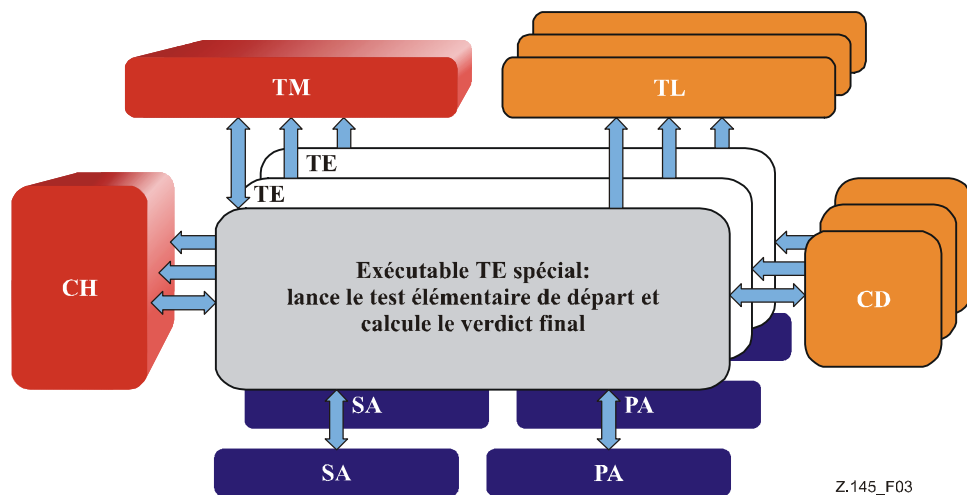 TM
TL
TE
TE
CH
Exécutable TE spécial:
lance le test élémentaire de départ et
calcule le verdict final
CD
SA
PA
SA
PA
Z.145_F03